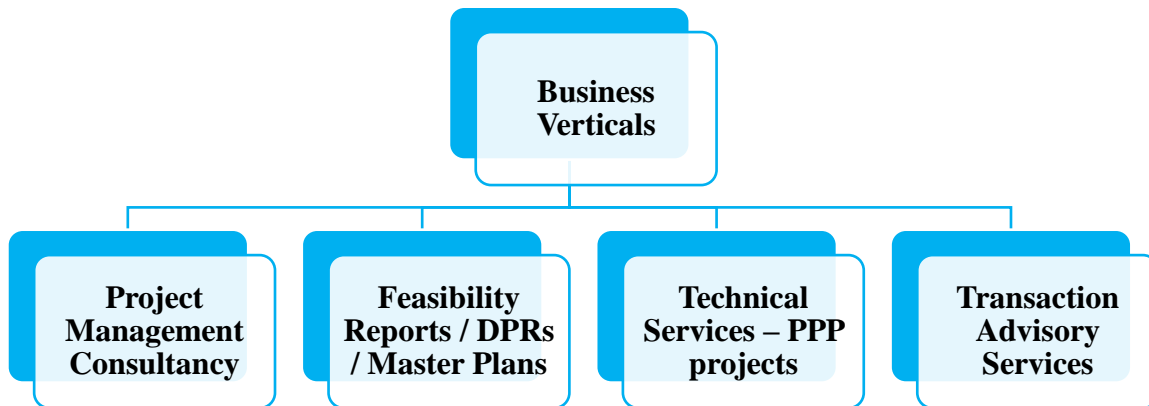 Business
Verticals
Project
Management
Consultancy
Feasibility
Reports / DPRs
/ Master Plans
Technical
Services – PPP
projects
Transaction
Advisory
Services